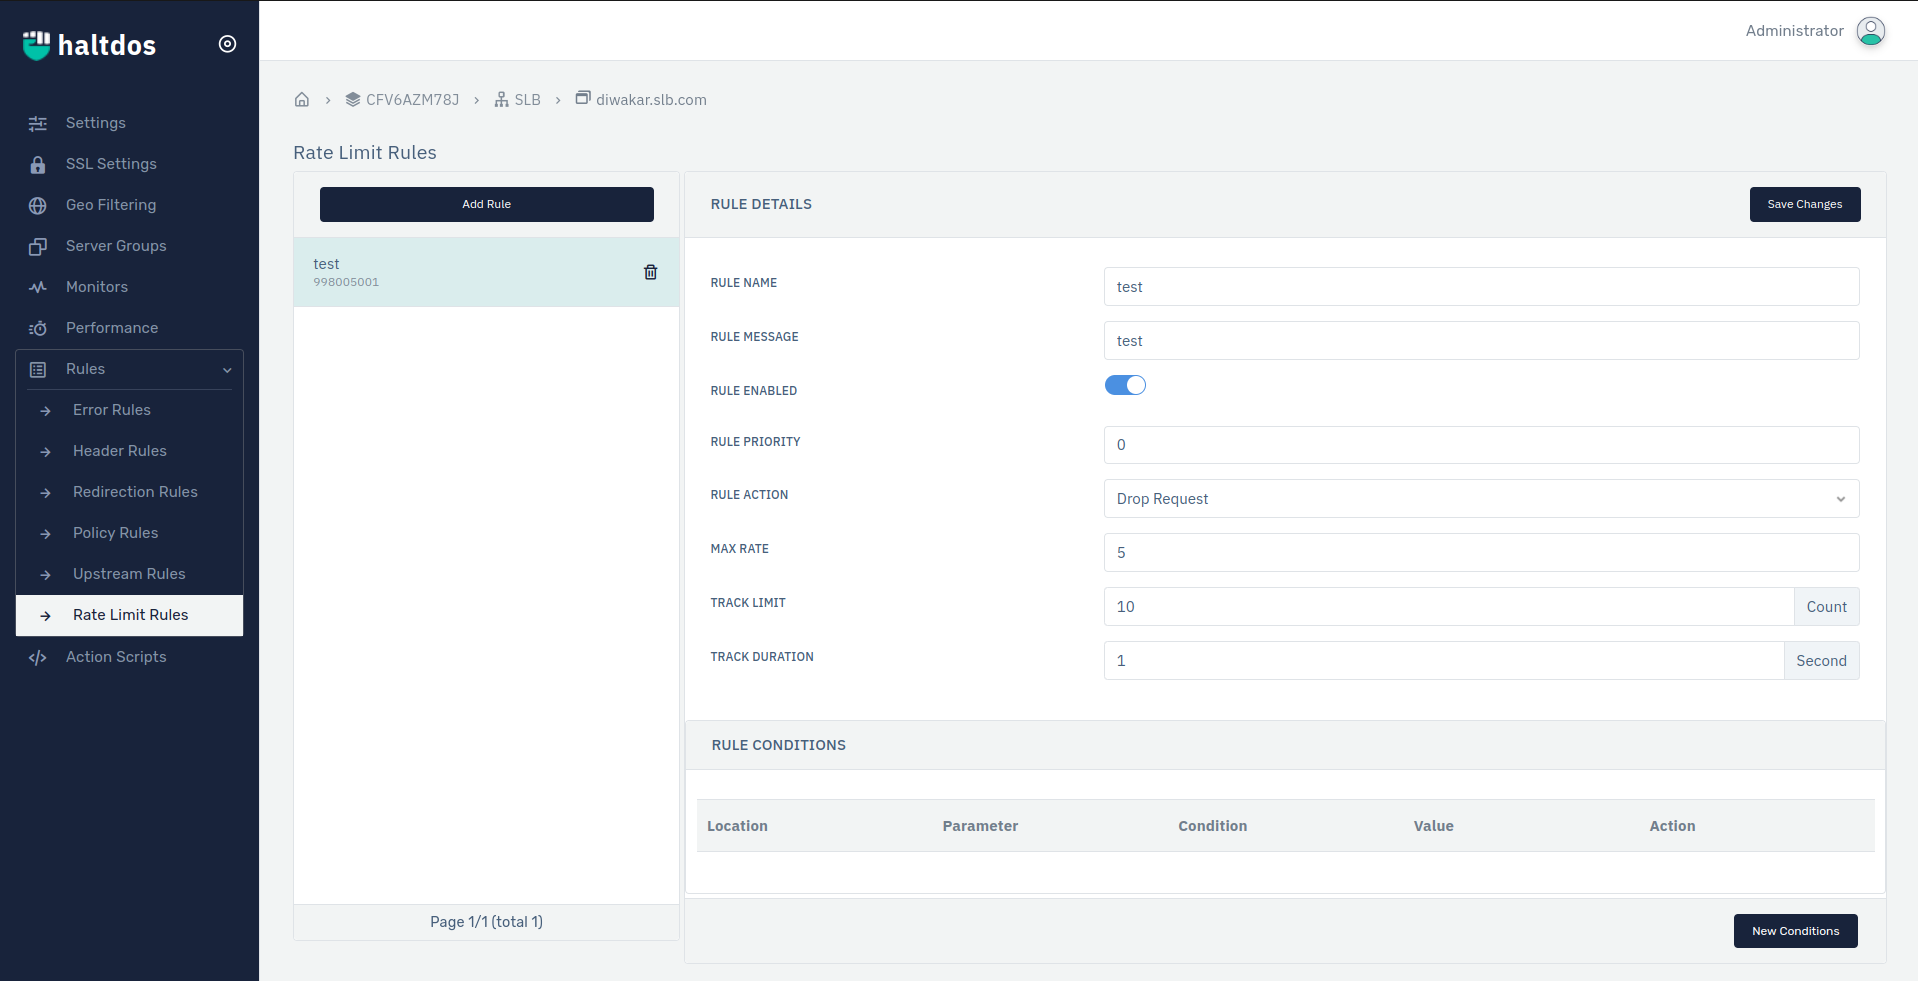 haltdos
Administrator
CFV6AZM78J
SLB
diwakar.slb.com
Settings
SSL Settings
Geo Filtering
Server Groups
Monitors
Performance
Rules
Error Rules
Header Rules
Redirection Rules
Policy Rules
Upstream Rules
Rate Limit Rules
Action Scripts
Rate Limit Rules
Add Rule
test
998005001
Page 1/1 (total 1)
RULE DETAILS
Save Changes
RULE NAME
test
RULE MESSAGE
test
RULE ENABLED
RULE PRIORITY
0
RULE ACTION
Drop Request
MAX RATE
5
TRACK LIMIT
10
Count
TRACK DURATION
1
Second
RULE CONDITIONS
Location Parameter Condition Value Action
New Conditions